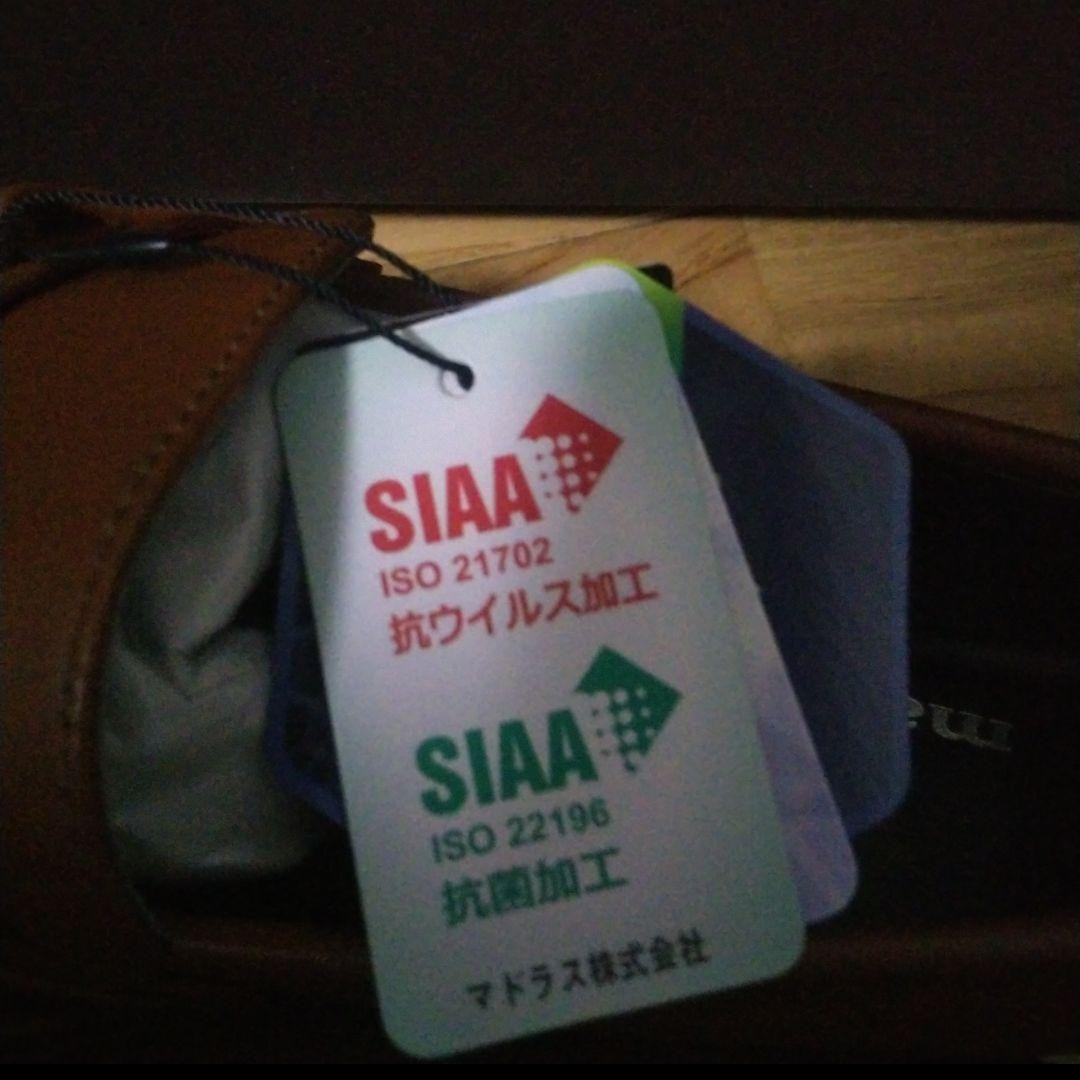 SIAA
ISO 21702
抗ウイルス加工
SIAA
ISO 22196
抗菌加工
マドラス株式会社